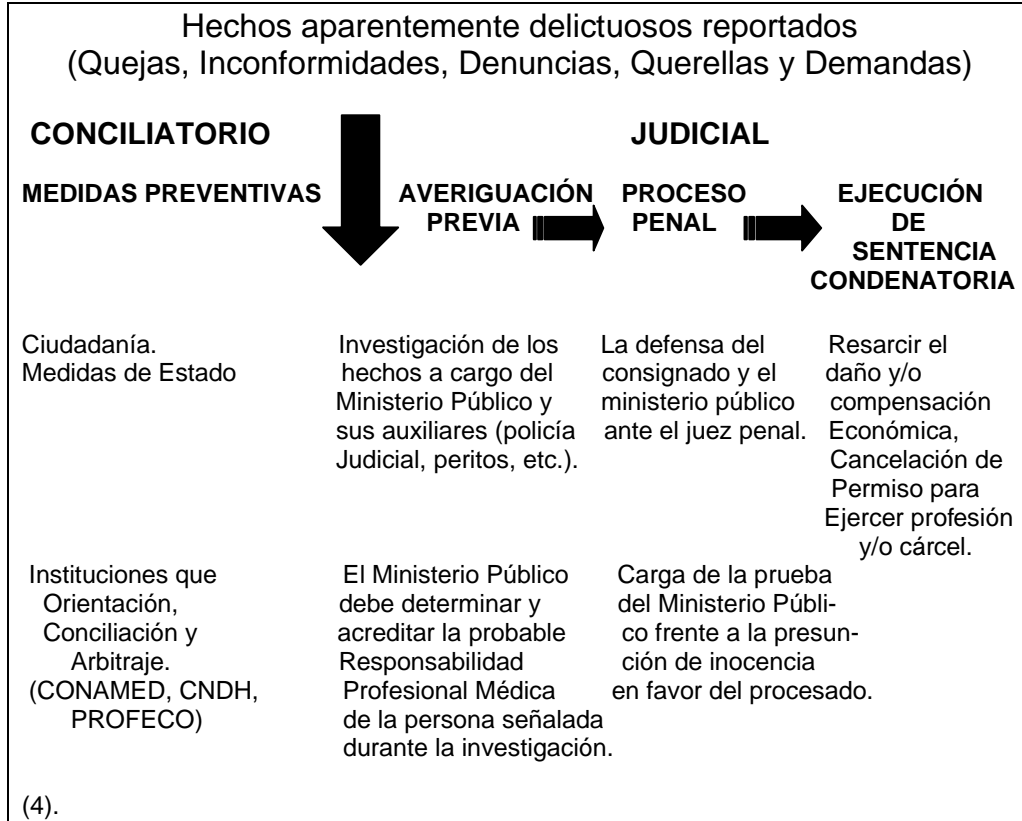 Hechos aparentemente delictuosos reportados
(Quejas, Inconformidades, Denuncias, Querellas y Demandas)
CONCILIATORIO
JUDICIAL
MEDIDAS PREVENTIVAS
AVERIGUACIÓN
PREVIA
PROCESO
PENAL
EJECUCIÓN
DE
SENTENCIA
CONDENATORIA
Ciudadanía.
Medidas de Estado
Investigación de los
hechos a cargo del
Ministerio Público y
sus auxiliares (policía
Judicial, peritos, etc.).
La defensa del
consignado y el
ministerio público
ante el juez penal.
Resarcir el
daño y/o
compensación
Económica,
Cancelación de
Permiso para
Ejercer profesión
y/o cárcel.
Instituciones que
Orientación,
Conciliación y
Arbitraje.
(CONAMED, CNDH,
PROFECO)
El Ministerio Público
debe determinar y
acreditar la probable
Responsabilidad
Profesional Médica
de la persona señalada
durante la investigación.
Carga de la prueba
del Ministerio Públi-
co frente a la presun-
ción de inocencia
en favor del procesado.
(4).